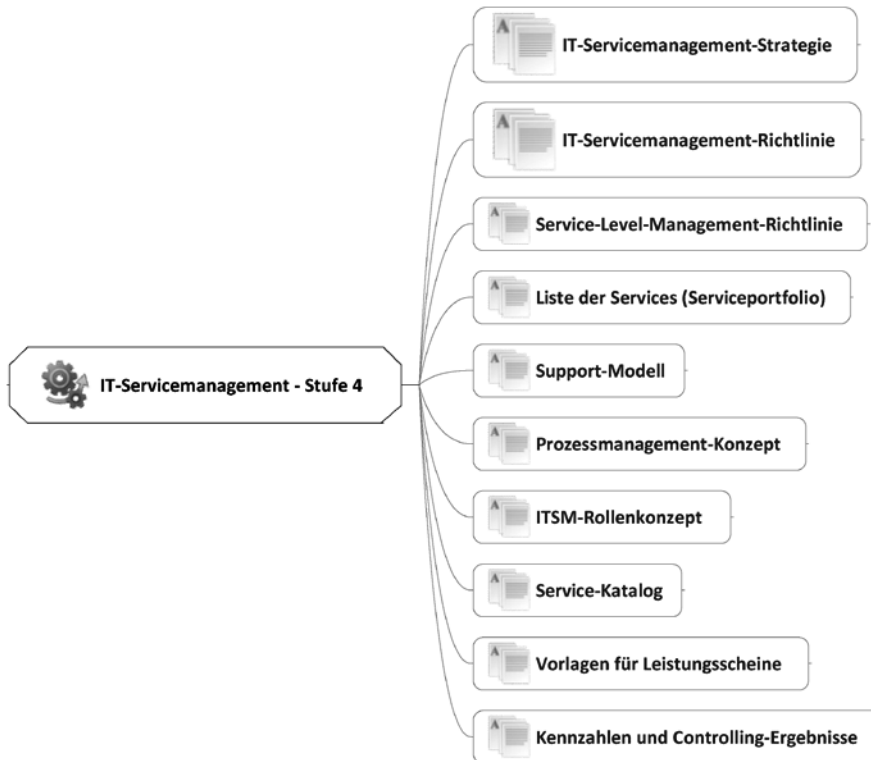 IT-Servicemanagement-Strategie
IT-Servicemanagement-Richtlinie
Service-Level-Management-Richtlinie
Liste der Services (Serviceportfolio)
IT-Servicemanagement - Stufe 4
Support-Modell
Prozessmanagement-Konzept
ITSM-Rollenkonzept
Service-Katalog
Vorlagen für Leistungsscheine
Kennzahlen und Controlling-Ergebnisse